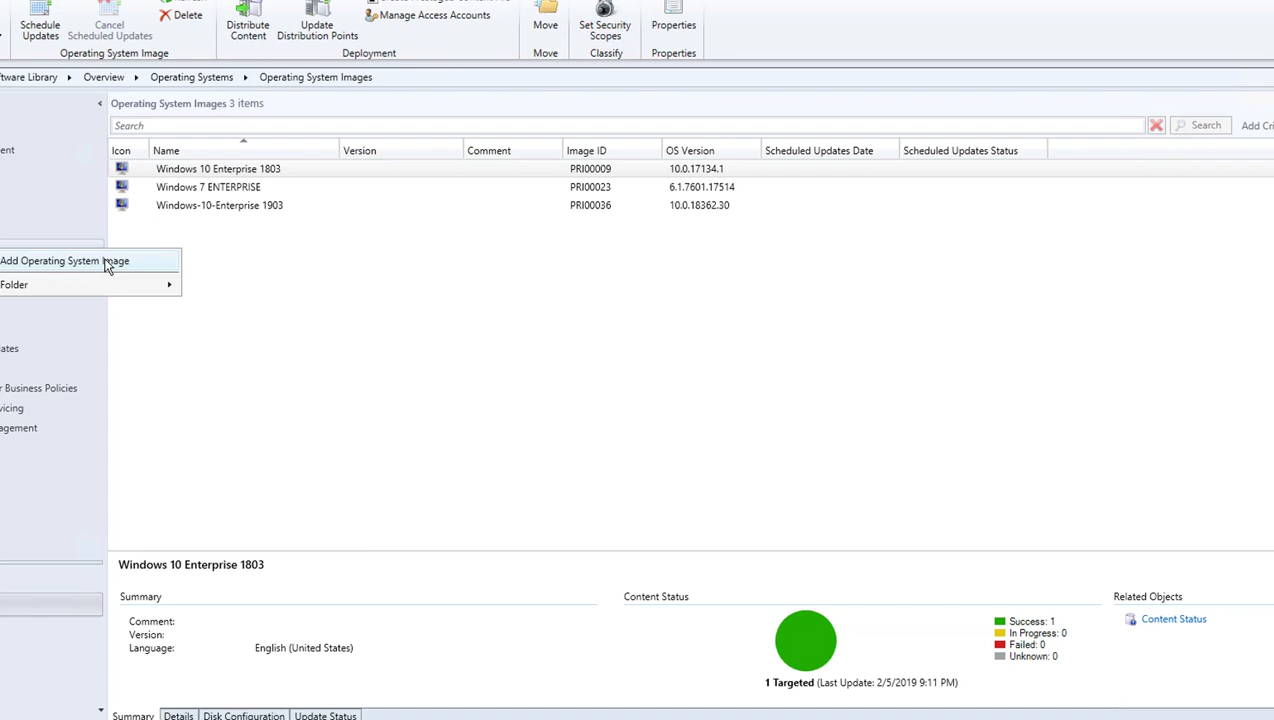 Schedule Updates
Cancel Scheduled Updates
Delete
Operating System Image
Distribute Content
Update Distribution Points
Manage Access Accounts
Deployment
Move
Move
Set Security Scopes
Classify
Properties
Properties
ftware Library ▸ Overview ▸ Operating Systems ▸ Operating System Images
Operating System Images 3 items
Search
Search
Add Cri
Icon Name Version Comment Image ID OS Version Scheduled Updates Date Scheduled Updates Status
Windows 10 Enterprise 1803 PRI00009 10.0.17134.1
Windows 7 ENTERPRISE PRI00023 6.1.7601.17514
Windows-10-Enterprise 1903 PRI00036 10.0.18362.30
ent
Add Operating System Image
Folder
ates
r Business Policies
vicing
agement
Windows 10 Enterprise 1803
Summary
Comment:
Version:
Language: English (United States)
Content Status
Success: 1
In Progress: 0
Failed: 0
Unknown: 0
1 Targeted (Last Update: 2/5/2019 9:11 PM)
Related Objects
Content Status
Summary Details Disk Configuration Update Status